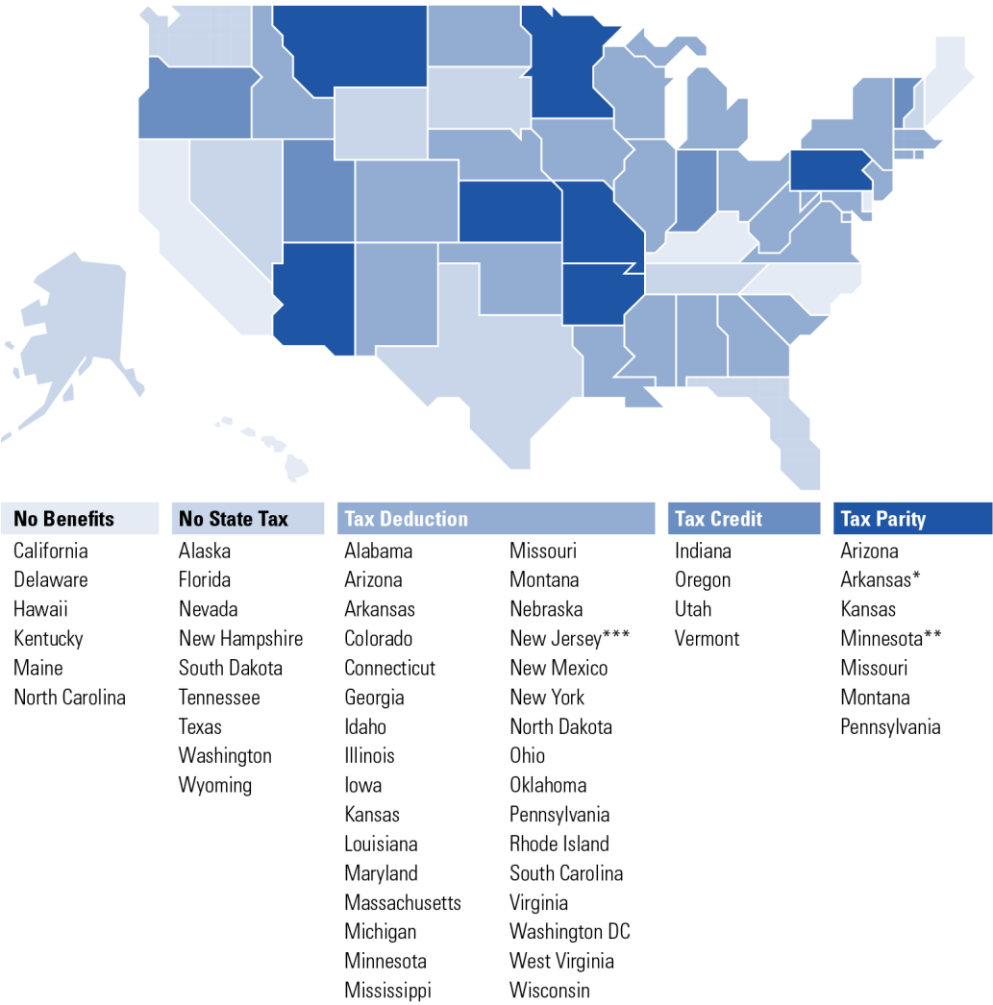 No Benefits
California
Delaware
Hawaii
Kentucky
Maine
North Carolina
No State Tax
Alaska
Florida
Nevada
New Hampshire
South Dakota
Tennessee
Texas
Washington
Wyoming
Tax Deduction
Alabama
Arizona
Arkansas
Colorado
Connecticut
Georgia
Idaho
Illinois
Iowa
Kansas
Louisiana
Maryland
Massachusetts
Michigan
Minnesota
Mississippi
Missouri
Montana
Nebraska
New Jersey***
New Mexico
New York
North Dakota
Ohio
Oklahoma
Pennsylvania
Rhode Island
South Carolina
Virginia
Washington DC
West Virginia
Wisconsin
Tax Credit
Indiana
Oregon
Utah
Vermont
Tax Parity
Arizona
Arkansas*
Kansas
Minnesota**
Missouri
Montana
Pennsylvania